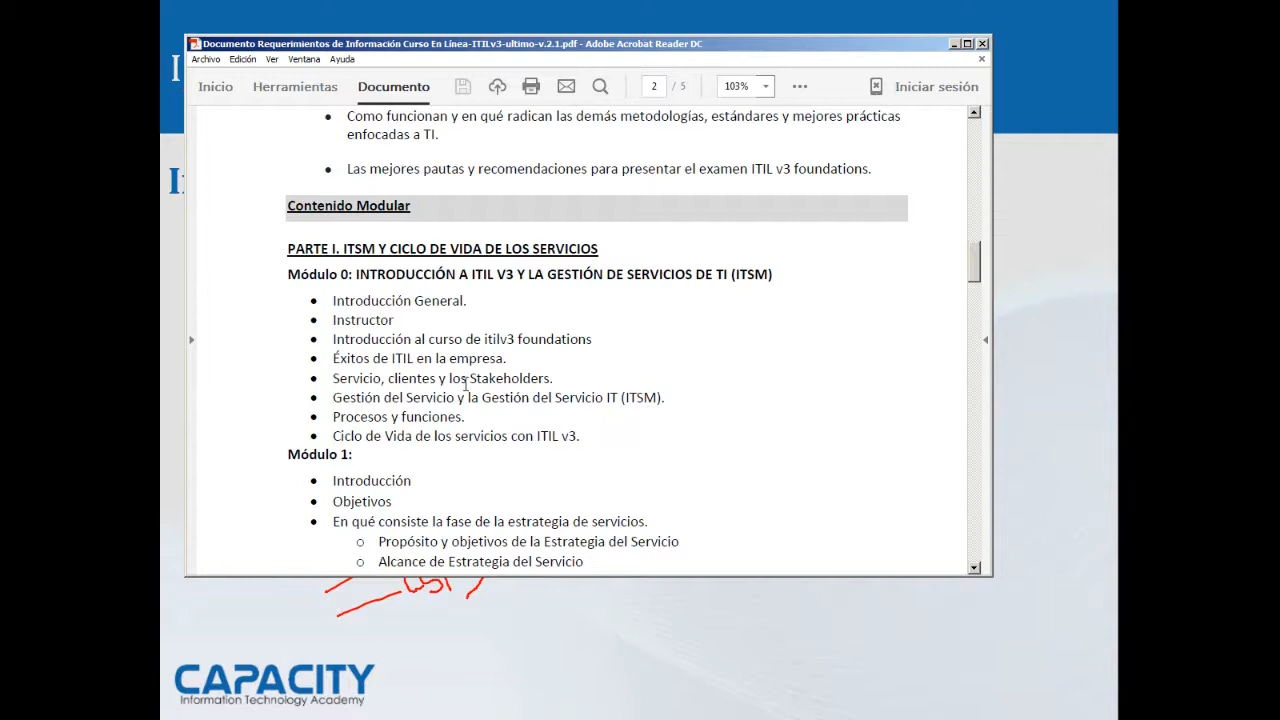 Documento Requerimientos de Información Curso En Línea-ITILv3-ultimo-v.2.1.pdf - Adobe Acrobat Reader DC
Archivo Edición Ver Ventana Ayuda
Inicio Herramientas Documento 2 / 5 103% Iniciar sesión
• Como funcionan y en qué radican las demás metodologías, estándares y mejores prácticas
enfocadas a TI.
• Las mejores pautas y recomendaciones para presentar el examen ITIL v3 foundations.
Contenido Modular
PARTE I. ITSM Y CICLO DE VIDA DE LOS SERVICIOS
Módulo 0: INTRODUCCIÓN A ITIL V3 Y LA GESTIÓN DE SERVICIOS DE TI (ITSM)
• Introducción General.
• Instructor
• Introducción al curso de itilv3 foundations
• Éxitos de ITIL en la empresa.
• Servicio, clientes y los Stakeholders.
• Gestión del Servicio y la Gestión del Servicio IT (ITSM).
• Procesos y funciones.
• Ciclo de Vida de los servicios con ITIL v3.
Módulo 1:
• Introducción
• Objetivos
• En qué consiste la fase de la estrategia de servicios.
o Propósito y objetivos de la Estrategia del Servicio
o Alcance de Estrategia del Servicio
CAPACITY
Information Technology Academy